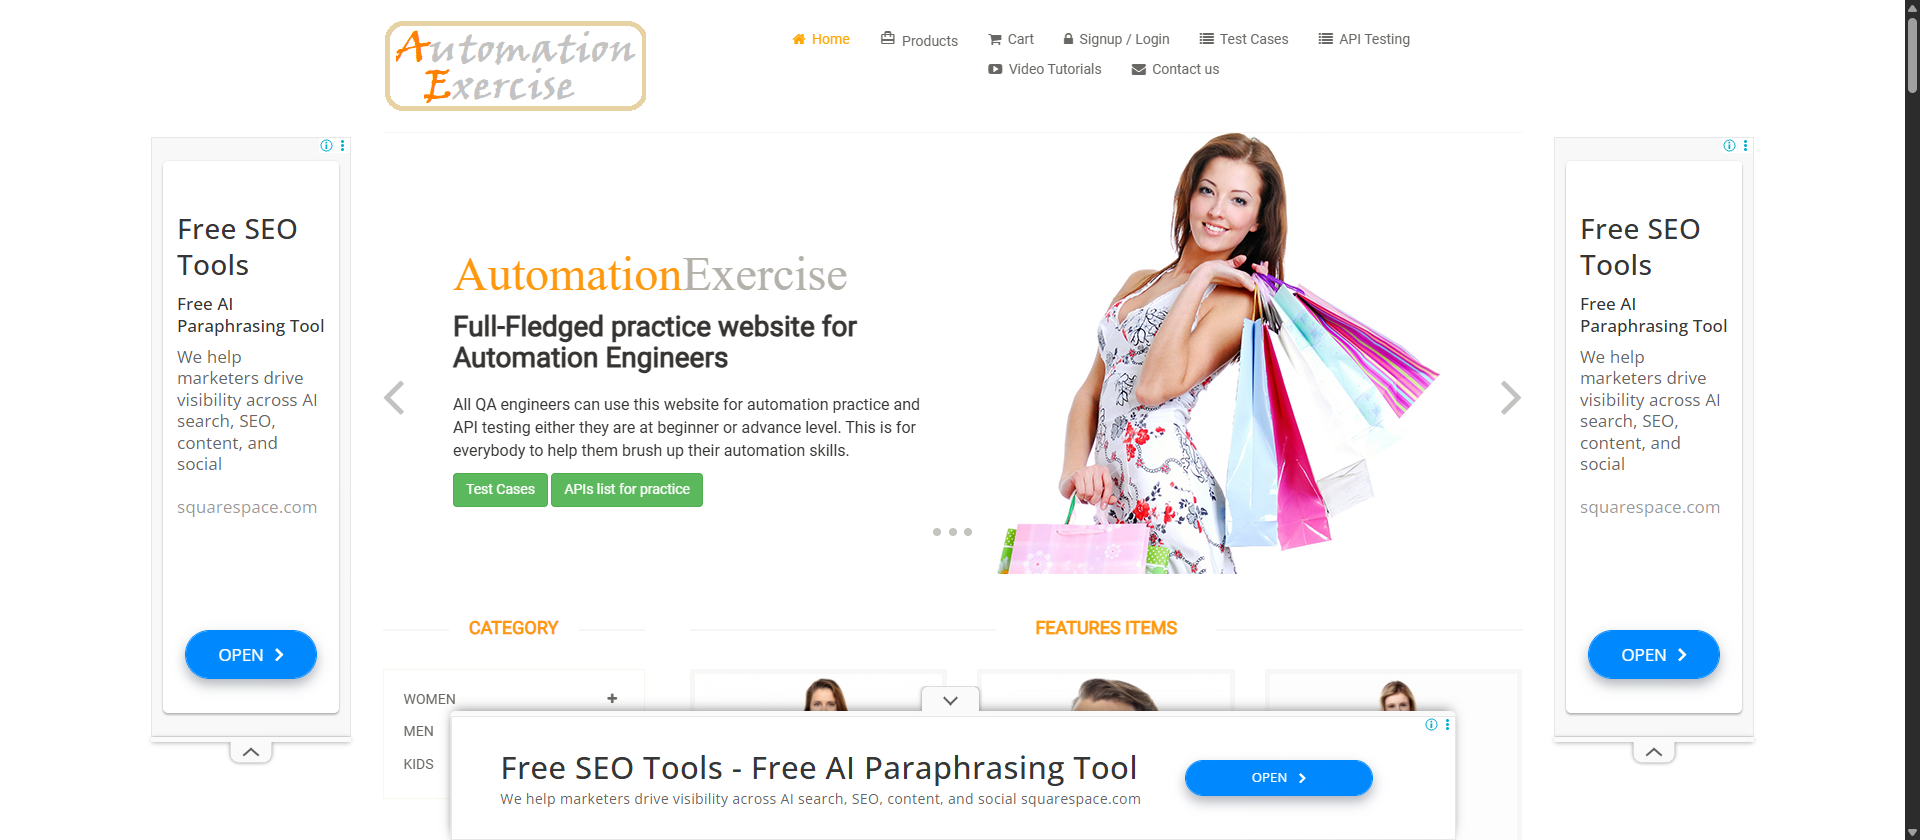 Automation
Exercise
Home
Products
Cart
Signup / Login
Test Cases
API Testing
Video Tutorials
Contact us
Free SEO
Tools
Free AI
Paraphrasing Tool
We help
marketers drive
visibility across AI
search, SEO,
content, and
social
squarespace.com
OPEN
AutomationExercise
Full-Fledged practice website for
Automation Engineers
All QA engineers can use this website for automation practice and
API testing either they are at beginner or advance level. This is for
everybody to help them brush up their automation skills.
Test Cases
APIs list for practice
Free SEO
Tools
Free AI
Paraphrasing Tool
We help
marketers drive
visibility across AI
search, SEO,
content, and
social
squarespace.com
OPEN
CATEGORY
WOMEN
MEN
KIDS
FEATURES ITEMS
Free SEO Tools - Free AI Paraphrasing Tool
We help marketers drive visibility across AI search, SEO, content, and social squarespace.com
OPEN